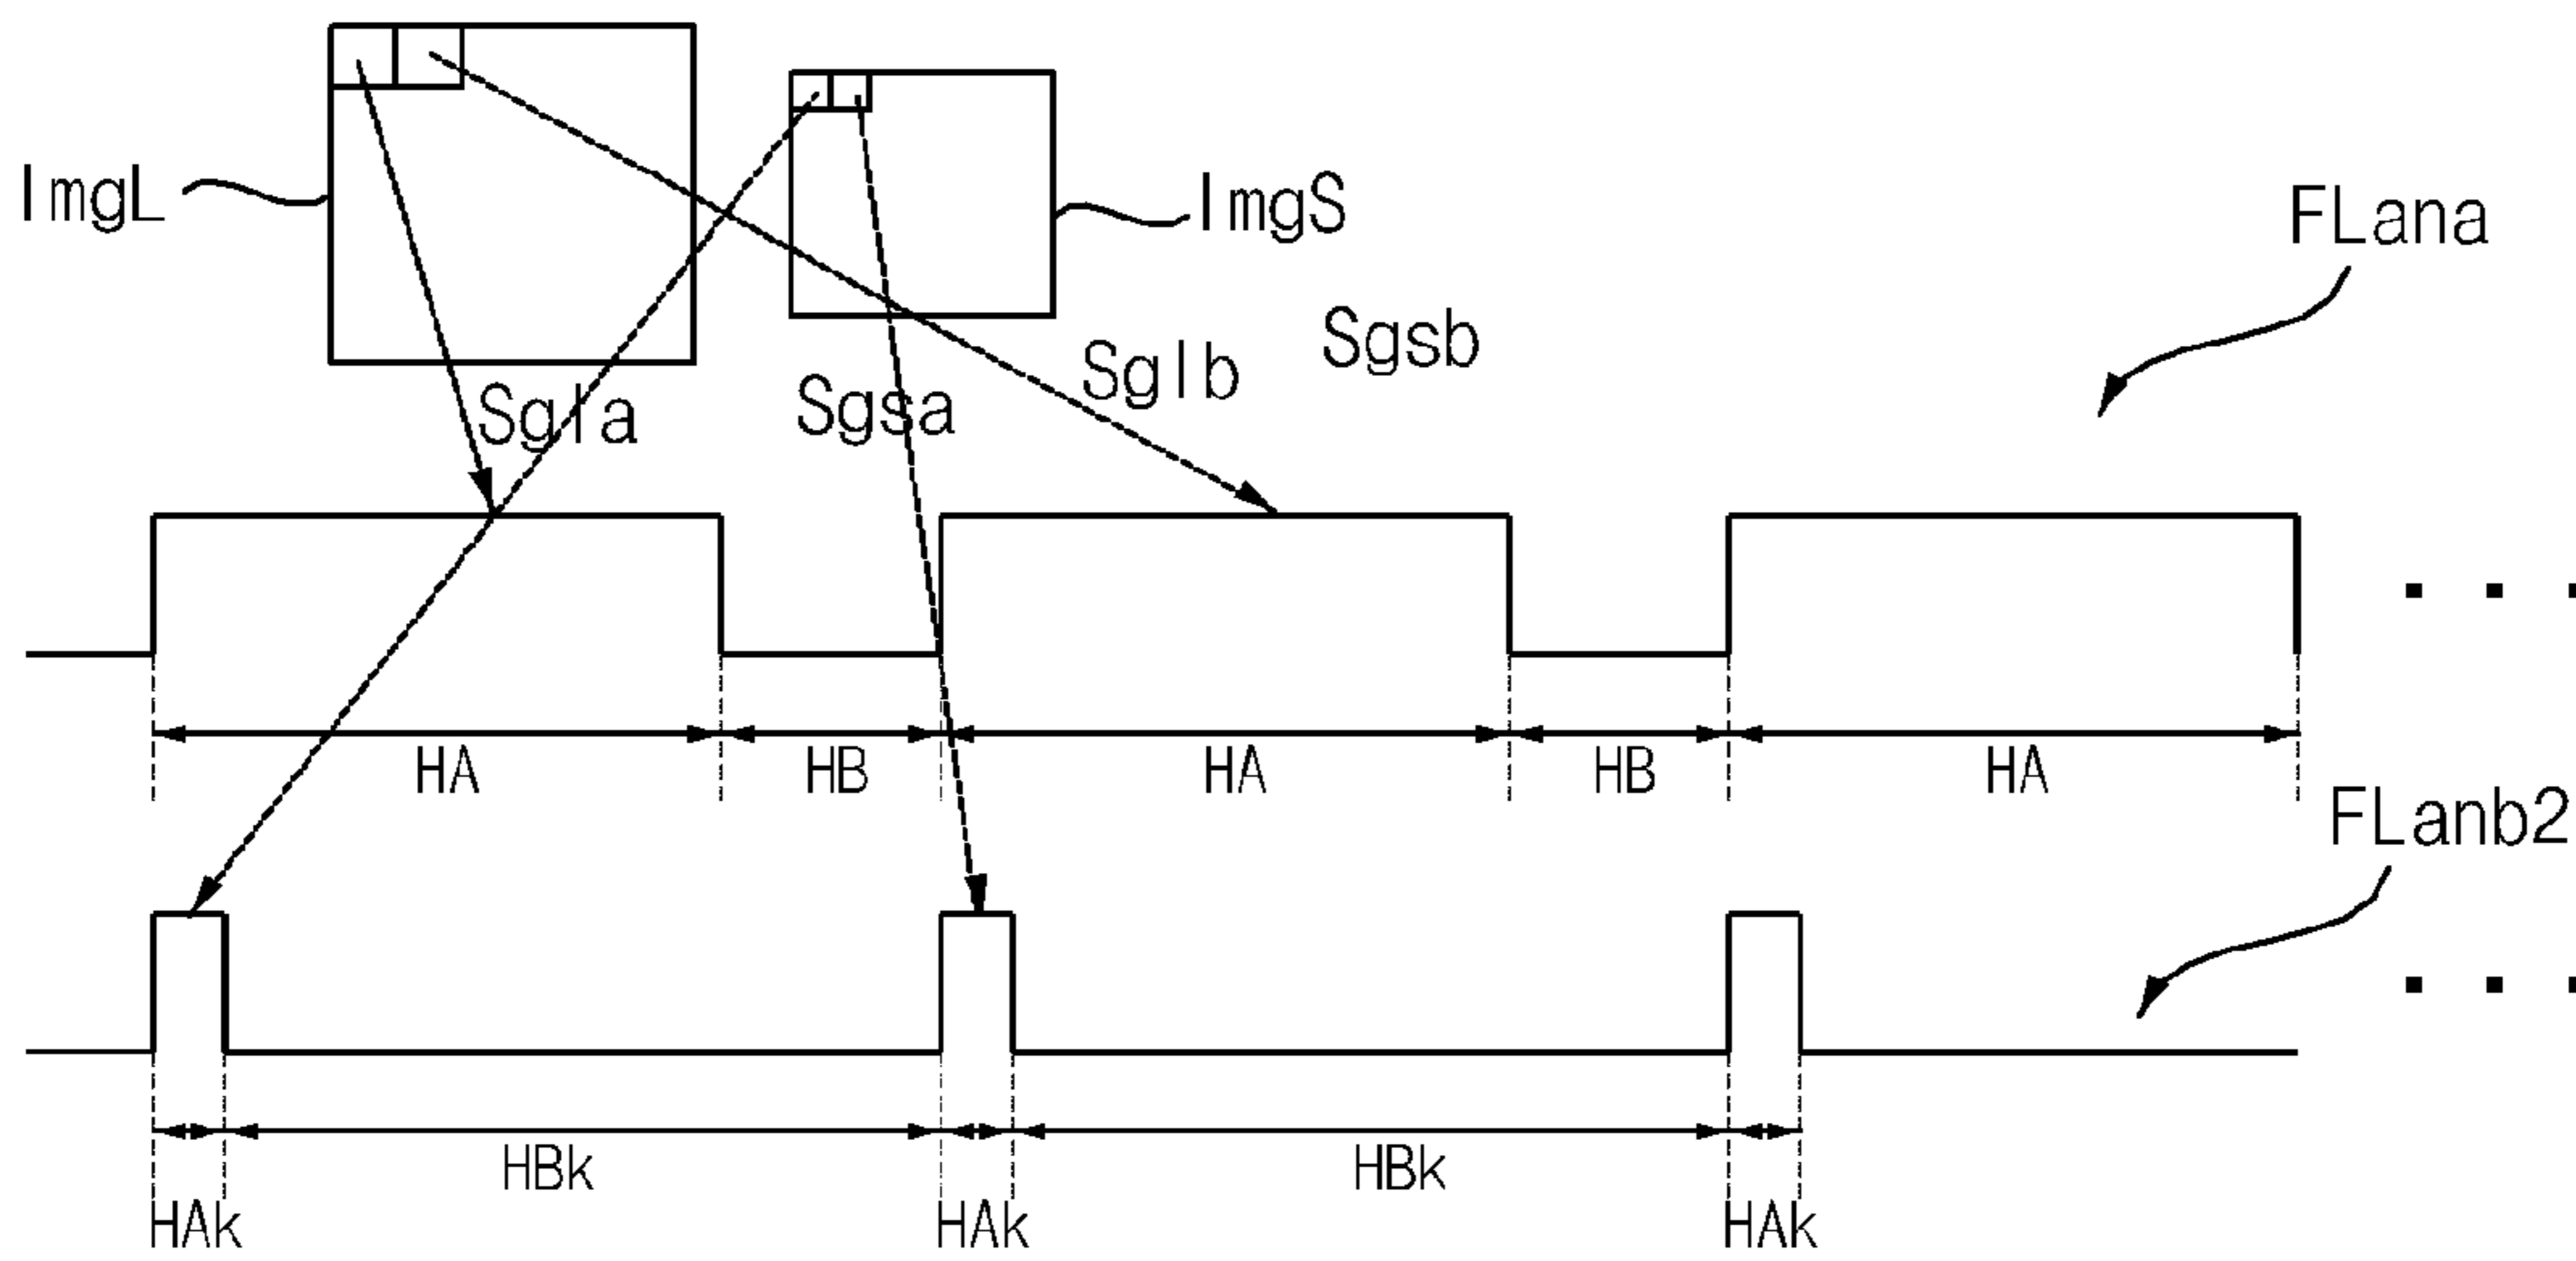 ImgL
ImgS
FLana
Sgla
Sgsa
Sglb
Sgsb
HA
HB
HA
HB
HA
FLanb2
HBk
HBk
HAk
HAk
HAk